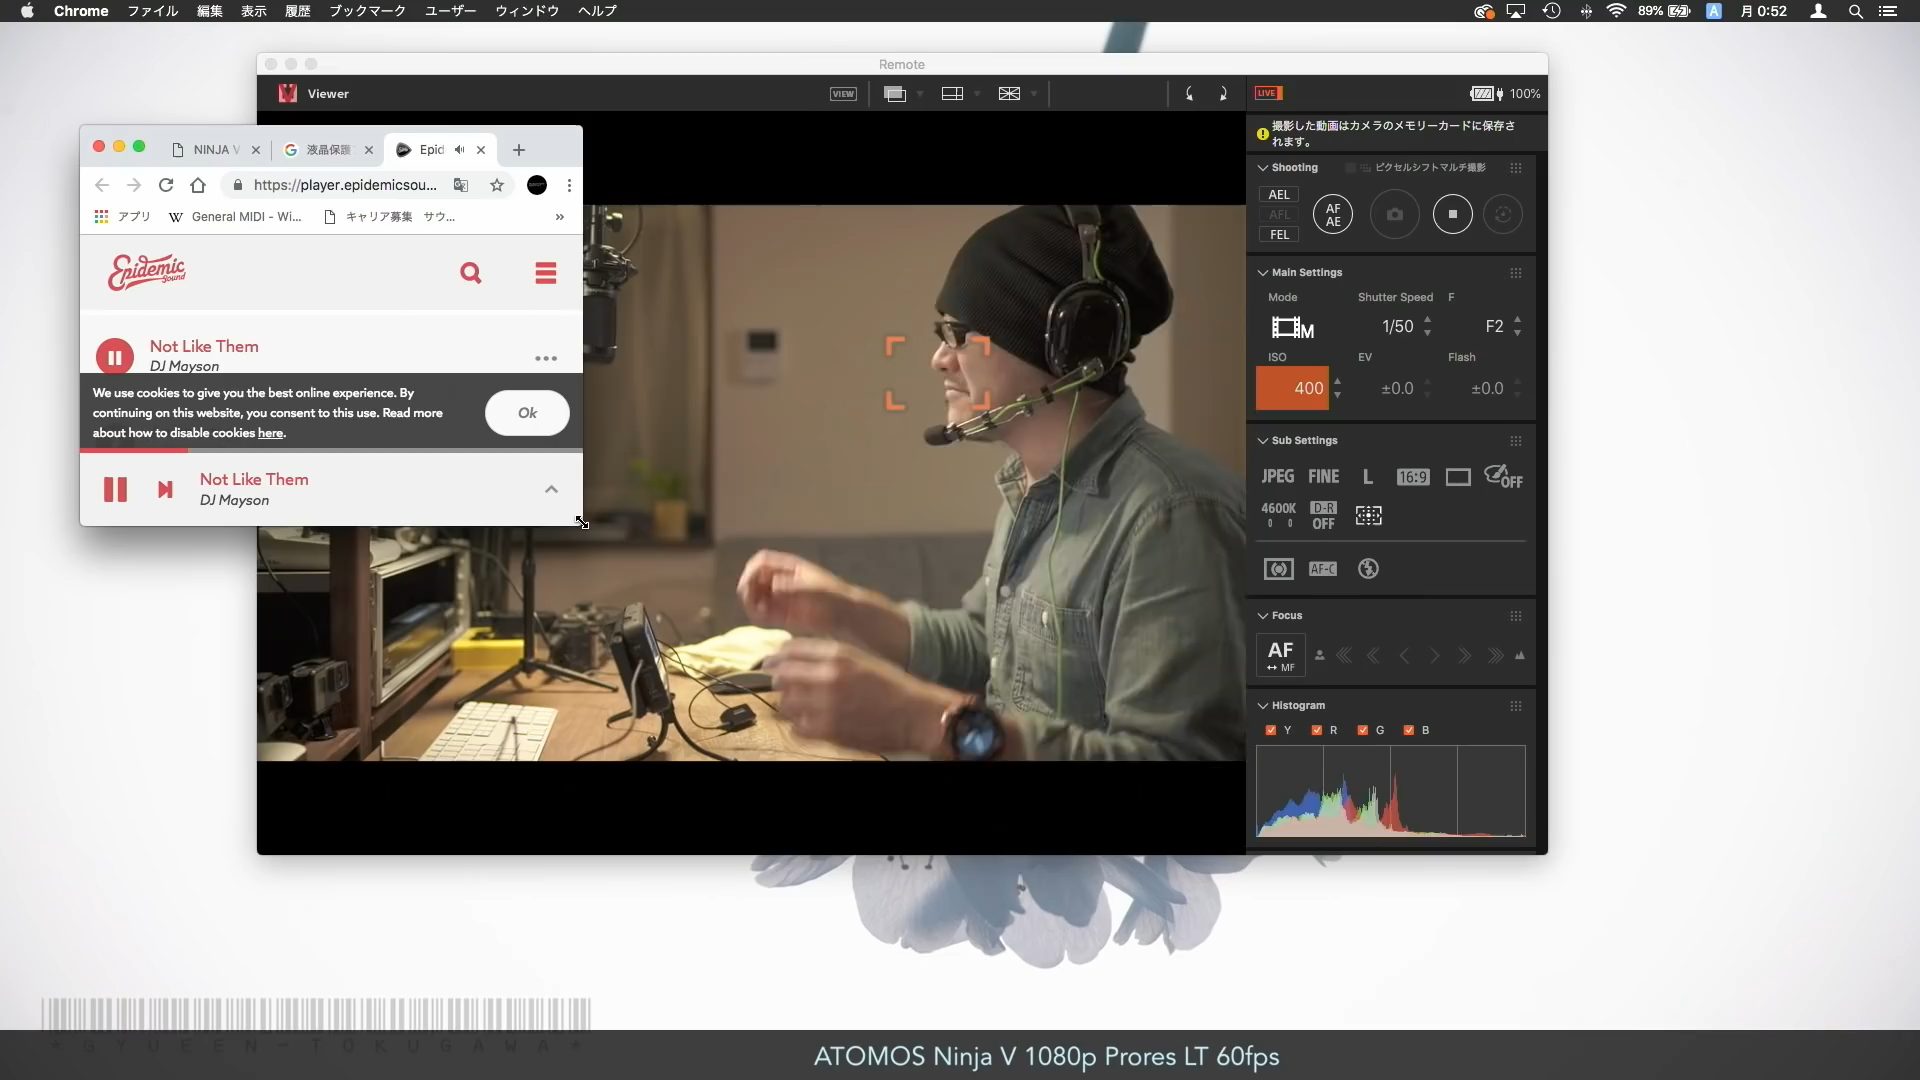 Chrome ファイル 編集 表示 履歴 ブックマーク ユーザー ウィンドウ ヘルプ
89% A 月 0:52
Remote
Viewer
VIEW
LIVE
100%
撮影した動画はカメラのメモリーカードに保存さ
れます。
NINJA V
液晶保護
Epid
https://player.epidemicsou...
アプリ
W General MIDI - Wi...
キャリア募集 サウ...
»
Epidemic
Sound
Not Like Them
DJ Mayson
We use cookies to give you the best online experience. By
continuing on this website, you consent to this use. Read more
about how to disable cookies here.
Ok
Not Like Them
DJ Mayson
Shooting
ピクセルシフトマルチ撮影
AEL
AFL
FEL
AF
AE
Main Settings
Mode Shutter Speed F
M 1/50 F2
ISO EV Flash
400 ±0.0 ±0.0
Sub Settings
JPEG FINE L 16:9 OFF
4600K D-R
0 0 OFF
AF-C
Focus
AF
↔ MF
Histogram
Y R G B
* G Y U E E N - T O K U G A W A *
ATOMOS Ninja V 1080p Prores LT 60fps